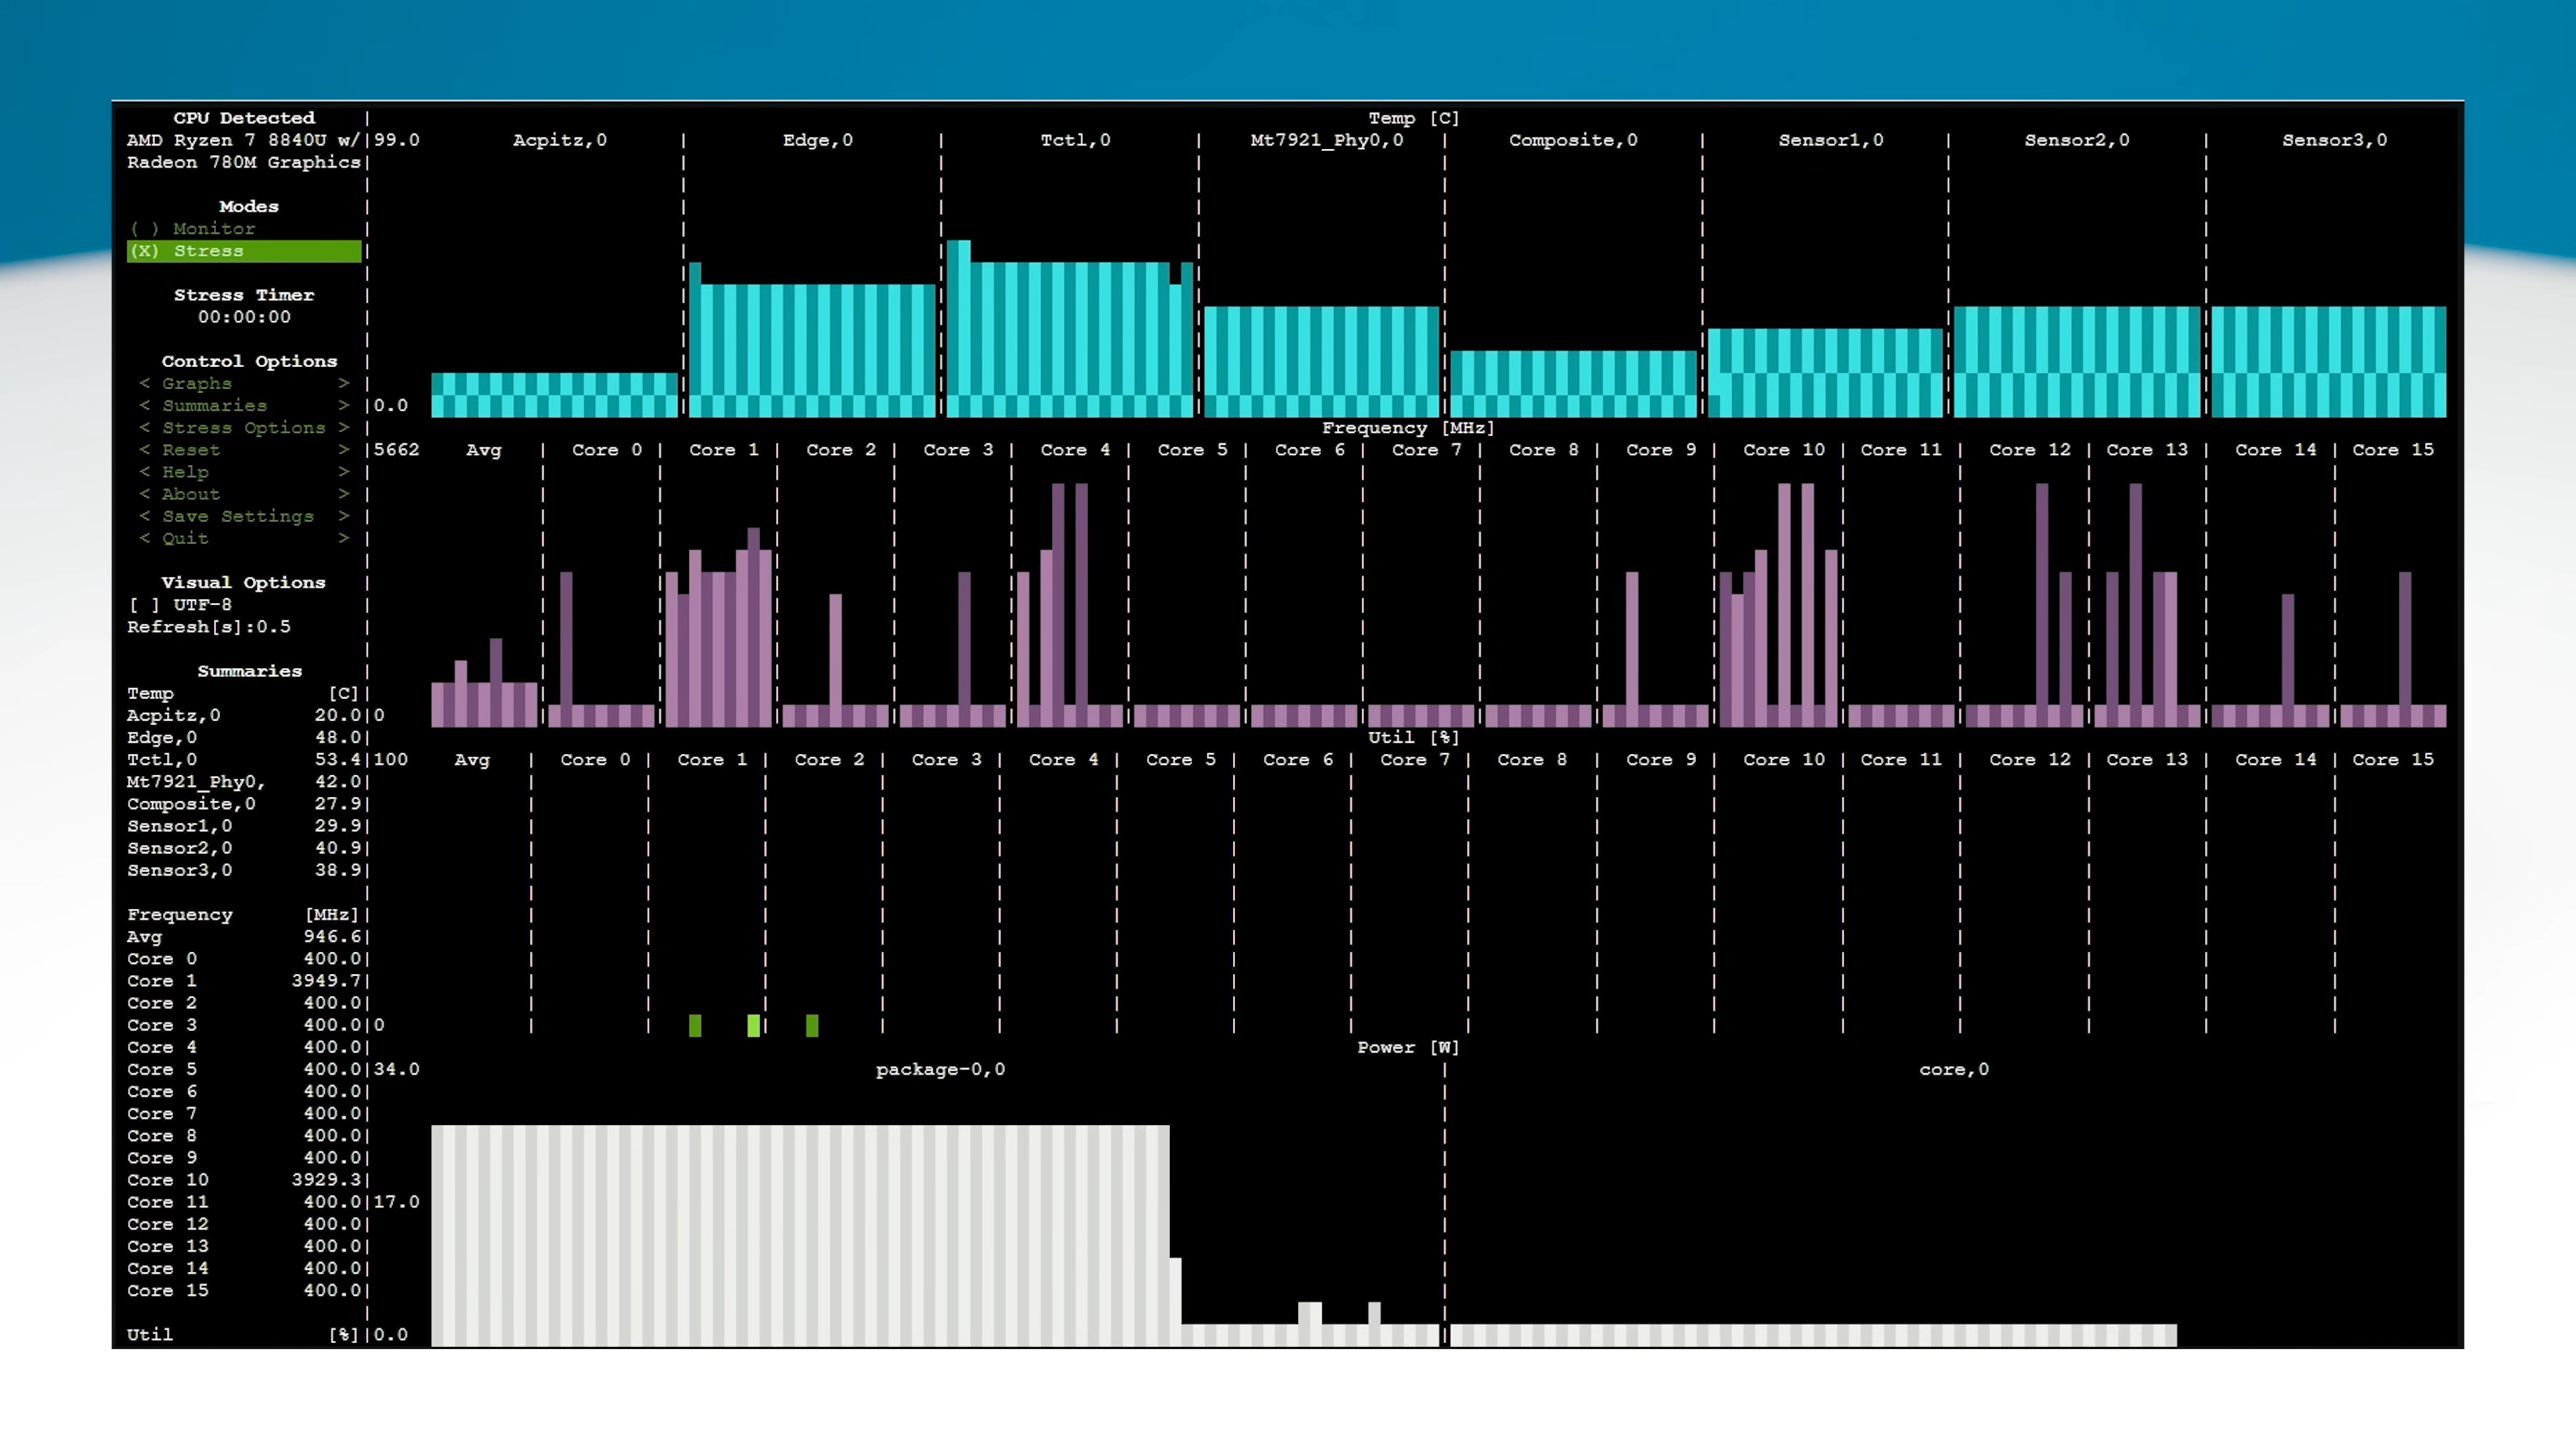 CPU Detected
AMD Ryzen 7 8840U w/
Radeon 780M Graphics
Modes
( ) Monitor
(X) Stress
Stress Timer
00:00:00
Control Options
< Graphs >
< Summaries >
< Stress Options >
< Reset >
< Help >
< About >
< Save Settings >
< Quit >
Visual Options
[ ] UTF-8
Refresh[s]:0.5
Summaries
Temp [C]
Acpitz,0 20.0
Edge,0 48.0
Tctl,0 53.4
Mt7921_Phy0, 42.0
Composite,0 27.9
Sensor1,0 29.9
Sensor2,0 40.9
Sensor3,0 38.9
Frequency [MHz]
Avg 946.6
Core 0 400.0
Core 1 3949.7
Core 2 400.0
Core 3 400.0
Core 4 400.0
Core 5 400.0
Core 6 400.0
Core 7 400.0
Core 8 400.0
Core 9 400.0
Core 10 3929.3
Core 11 400.0
Core 12 400.0
Core 13 400.0
Core 14 400.0
Core 15 400.0
Util [%]
Temp [C]
99.0 Acpitz,0 Edge,0 Tctl,0 Mt7921_Phy0,0 Composite,0 Sensor1,0 Sensor2,0 Sensor3,0
0.0
Frequency [MHz]
5662 Avg Core 0 Core 1 Core 2 Core 3 Core 4 Core 5 Core 6 Core 7 Core 8 Core 9 Core 10 Core 11 Core 12 Core 13 Core 14 Core 15
0
Util [%]
100 Avg Core 0 Core 1 Core 2 Core 3 Core 4 Core 5 Core 6 Core 7 Core 8 Core 9 Core 10 Core 11 Core 12 Core 13 Core 14 Core 15
0
Power [W]
34.0 package-0,0 core,0
17.0
0.0